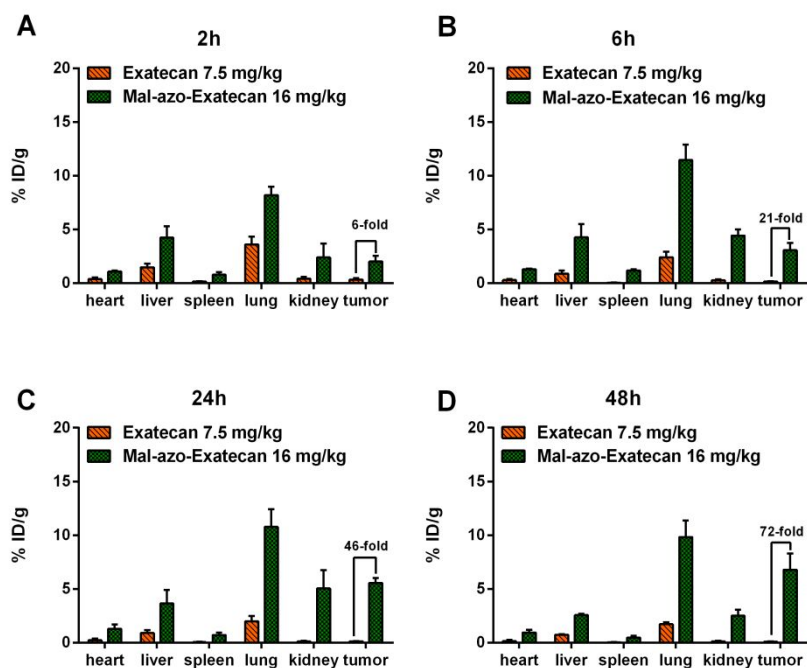 A
2h
% ID/g
20
15
10
5
0
Exatecan 7.5 mg/kg
Mal-azo-Exatecan 16 mg/kg
6-fold
heart liver spleen lung kidney tumor
B
6h
% ID/g
20
15
10
5
0
Exatecan 7.5 mg/kg
Mal-azo-Exatecan 16 mg/kg
21-fold
heart liver spleen lung kidney tumor
C
24h
% ID/g
20
15
10
5
0
Exatecan 7.5 mg/kg
Mal-azo-Exatecan 16 mg/kg
46-fold
heart liver spleen lung kidney tumor
D
48h
% ID/g
20
15
10
5
0
Exatecan 7.5 mg/kg
Mal-azo-Exatecan 16 mg/kg
72-fold
heart liver spleen lung kidney tumor